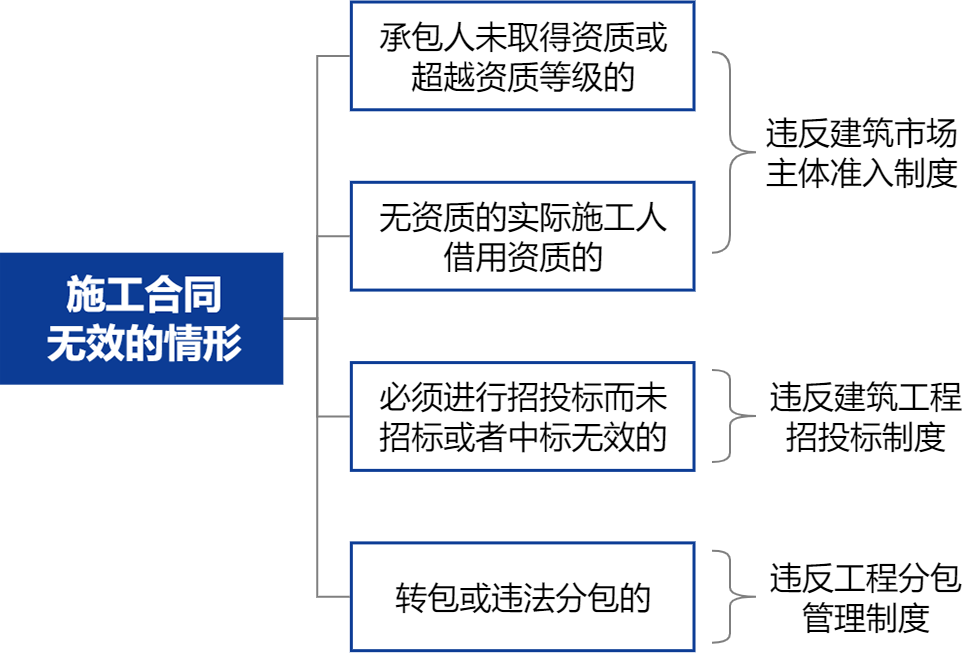 施工合同
无效的情形
承包人未取得资质或
超越资质等级的
无资质的实际施工人
借用资质的
违反建筑市场
主体准入制度
必须进行招投标而未
招标或者中标无效的
违反建筑工程
招投标制度
转包或违法分包的
违反工程分包
管理制度